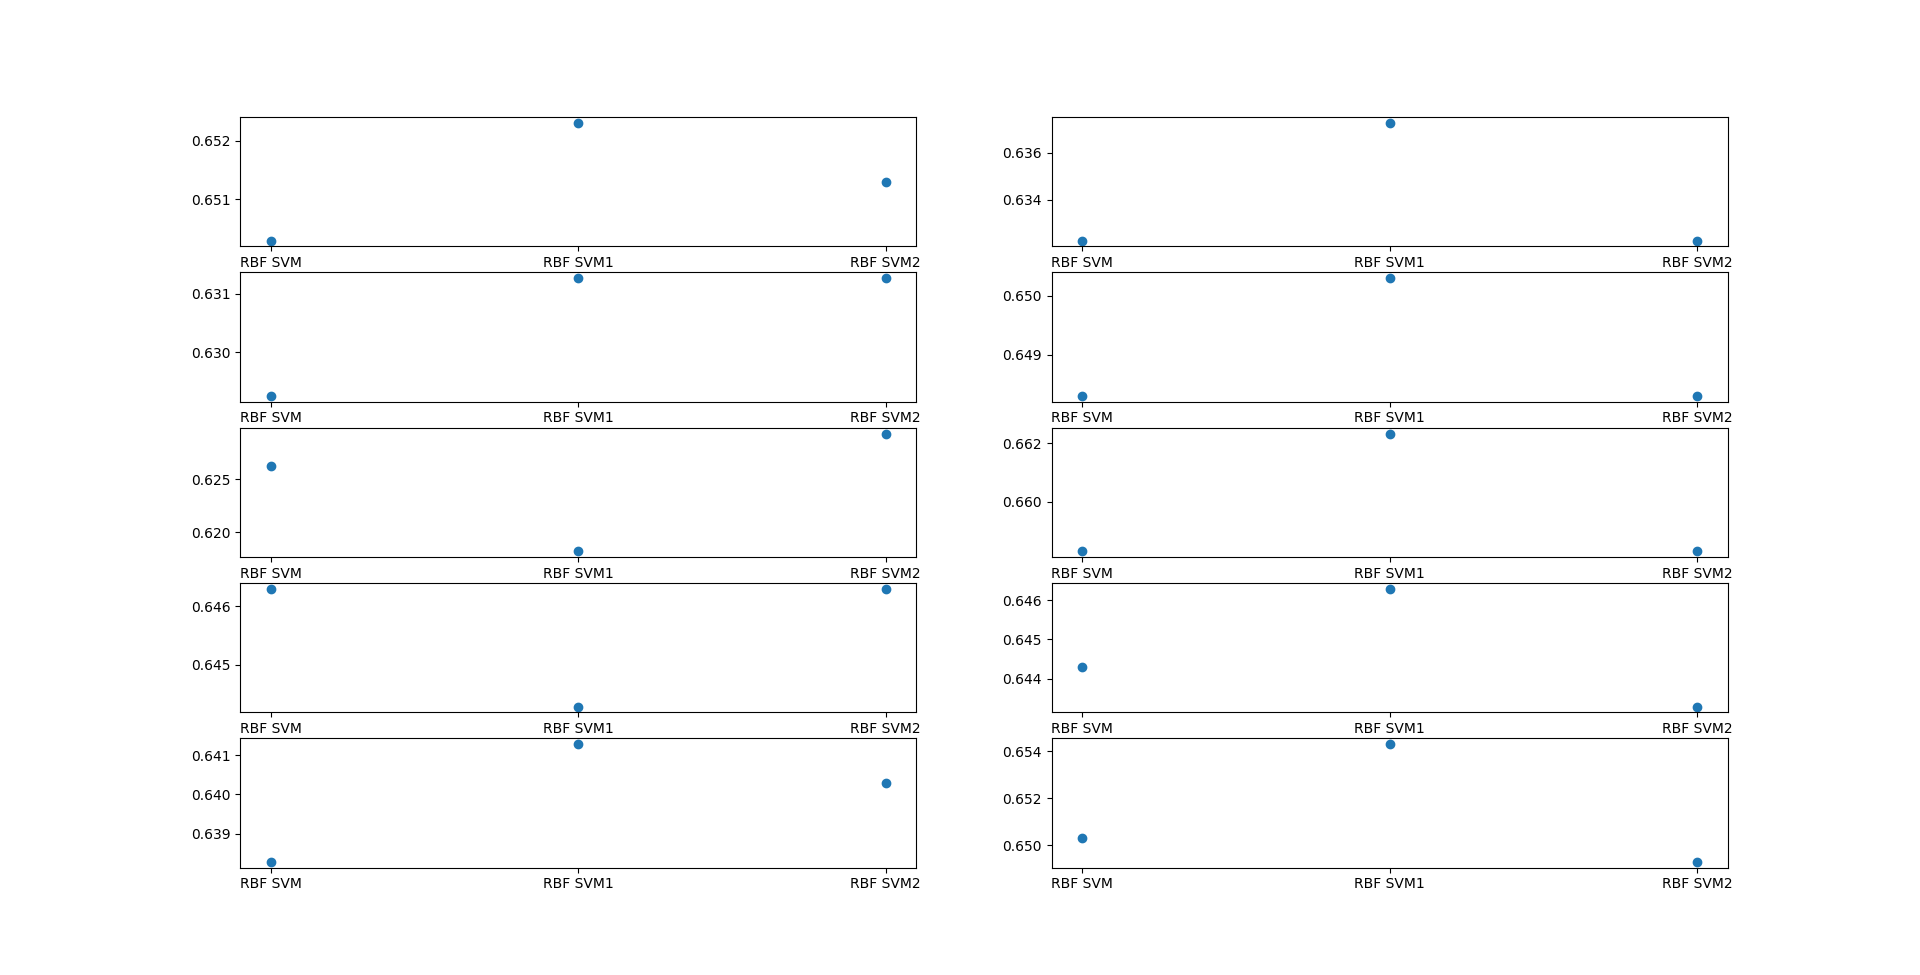 0.652
0.651
RBF SVM RBF SVM1 RBF SVM2
0.636
0.634
RBF SVM RBF SVM1 RBF SVM2
0.631
0.630
RBF SVM RBF SVM1 RBF SVM2
0.650
0.649
RBF SVM RBF SVM1 RBF SVM2
0.625
0.620
RBF SVM RBF SVM1 RBF SVM2
0.662
0.660
RBF SVM RBF SVM1 RBF SVM2
0.646
0.645
RBF SVM RBF SVM1 RBF SVM2
0.646
0.645
0.644
RBF SVM RBF SVM1 RBF SVM2
0.641
0.640
0.639
RBF SVM RBF SVM1 RBF SVM2
0.654
0.652
0.650
RBF SVM RBF SVM1 RBF SVM2